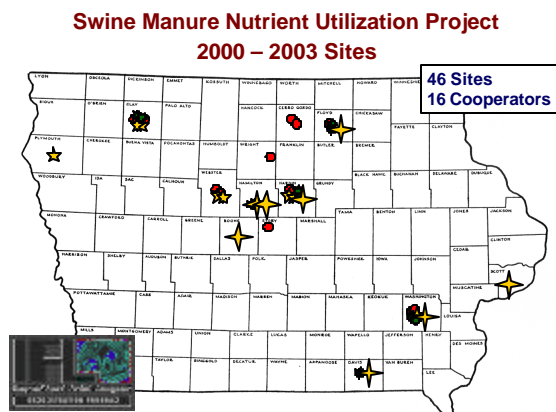 Swine Manure Nutrient Utilization Project
2000 – 2003 Sites
46 Sites
16 Cooperators
LYON OSCEOLA DICKINSON EMMET KOSSUTH WINNEBAGO WORTH MITCHELL HOWARD
SIOUX O'BRIEN CLAY PALO ALTO HANCOCK CERRO GORDO FLOYD CHICKASAW
FAYETTE CLAYTON
PLYMOUTH CHEROKEE BUENA VISTA POCAHONTAS HUMBOLDT WRIGHT FRANKLIN BUTLER BREMER
WOODBURY IDA SAC CALHOUN WEBSTER HAMILTON GRUNDY BLACK HAWK BUCHANAN DELAWARE DUBUQUE
MONONA CRAWFORD CARROLL GREENE BOONE MARSHALL TAMA BENTON LINN JONES JACKSON
CLINTON
CEDAR
HARRISON SHELBY AUDUBON GUTHRIE DALLAS POLK JASPER POWESHIEK IOWA JOHNSON
SCOTT
MUSCATINE
POTTAWATTAMIE CASS ADAIR MADISON WARREN MARION MAHASKA KEOKUK WASHINGTON
LOUISA
MILLS MONTGOMERY ADAMS UNION CLARKE LUCAS MONROE WAPELLO JEFFERSON HENRY
DES MOINES
TAYLOR RINGGOLD DECATUR WAYNE APPANOOSE DAVIS VAN BUREN
LEE